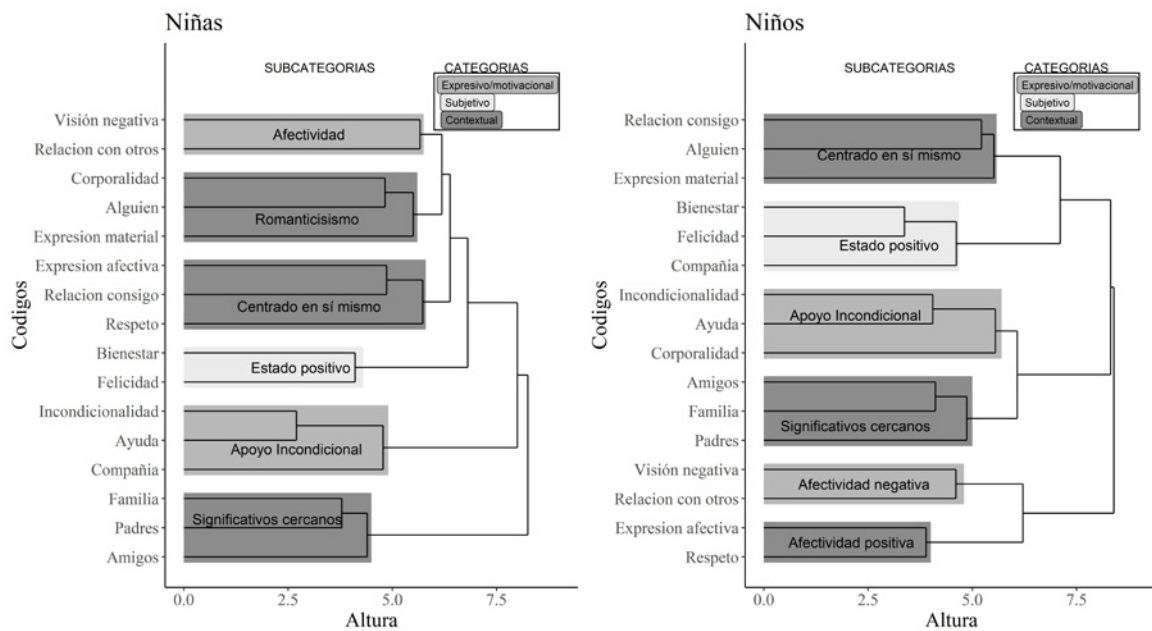 Niñas
SUBCATEGORIAS
CATEGORIAS
Expresivo/motivacional
Subjetivo
Contextual
Codigos
Visión negativa
Relacion con otros
Corporalidad
Alguien
Expresion material
Expresion afectiva
Relacion consigo
Respeto
Bienestar
Felicidad
Incondicionalidad
Ayuda
Compañia
Familia
Padres
Amigos
Afectividad
Romanticisismo
Centrado en sí mismo
Estado positivo
Apoyo Incondicional
Significativos cercanos
0.0 2.5 5.0 7.5
Altura
Niños
SUBCATEGORIAS
CATEGORIAS
Expresivo/motivacional
Subjetivo
Contextual
Codigos
Relacion consigo
Alguien
Expresion material
Bienestar
Felicidad
Compañia
Incondicionalidad
Ayuda
Corporalidad
Amigos
Familia
Padres
Visión negativa
Relacion con otros
Expresion afectiva
Respeto
Centrado en sí mismo
Estado positivo
Apoyo Incondicional
Significativos cercanos
Afectividad negativa
Afectividad positiva
0.0 2.5 5.0 7.5
Altura